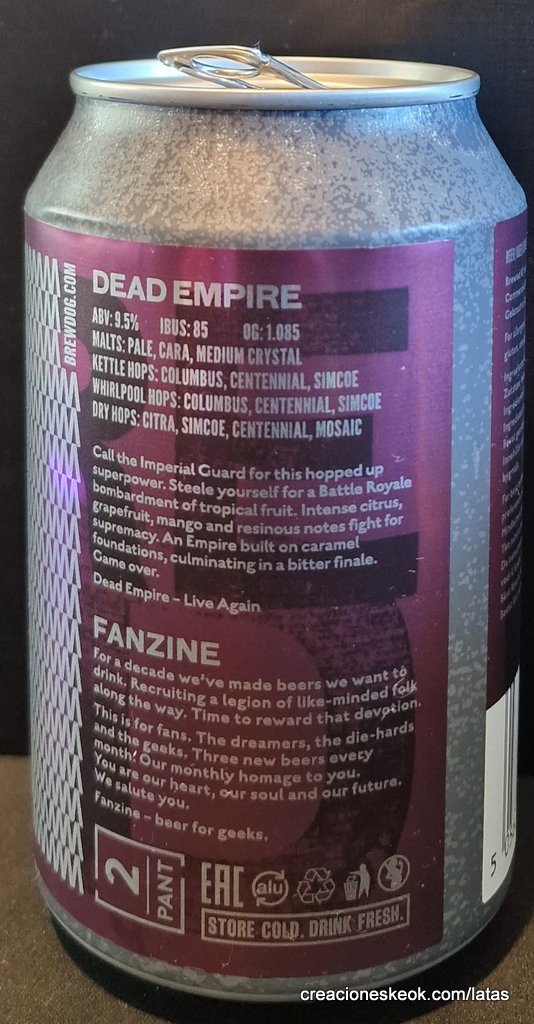 BREWDOG.COM
DEAD EMPIRE
ABV: 9.5% IBUS: 85 OG: 1.085
MALTS: PALE, CARA, MEDIUM CRYSTAL
KETTLE HOPS: COLUMBUS, CENTENNIAL, SIMCOE
WHIRLPOOL HOPS: COLUMBUS, CENTENNIAL, SIMCOE
DRY HOPS: CITRA, SIMCOE, CENTENNIAL, MOSAIC
Call the Imperial Guard for this hopped up
superpower. Steele yourself for a Battle Royale
bombardment of tropical fruit. Intense citrus,
grapefruit, mango and resinous notes fight for
supremacy. An Empire built on caramel
foundations, culminating in a bitter finale.
Game over.
Dead Empire – Live Again
FANZINE
For a decade we've made beers we want to
drink. Recruiting a legion of like-minded folk
along the way. Time to reward that devotion.
This is for fans. The dreamers, the die-hards
and the geeks. Three new beers every
month. Our monthly homage to you.
You are our heart, our soul and our future.
We salute you.
Fanzine – beer for geeks.
2
PANT
EAC
alu
STORE COLD. DRINK FRESH.
5
creacioneskeok.com/latas